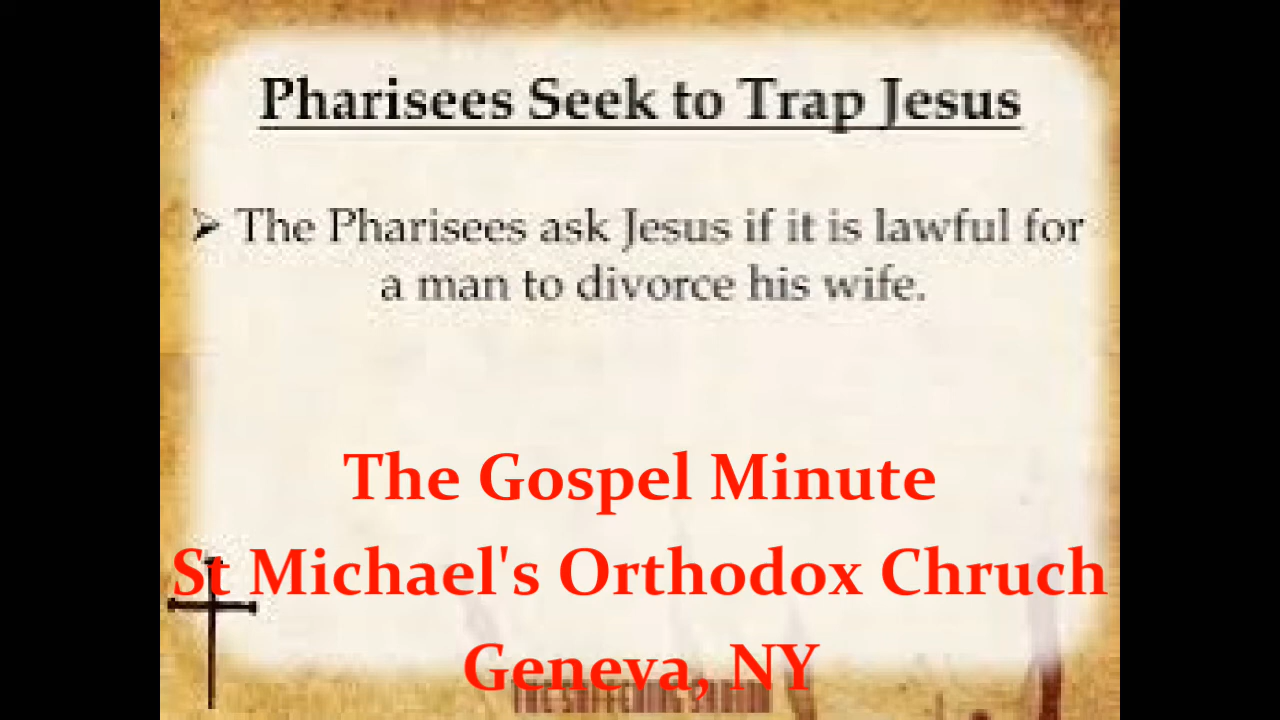 Pharisees Seek to Trap Jesus
➢ The Pharisees ask Jesus if it is lawful for
a man to divorce his wife.
The Gospel Minute
St Michael's Orthodox Chruch
Geneva, NY